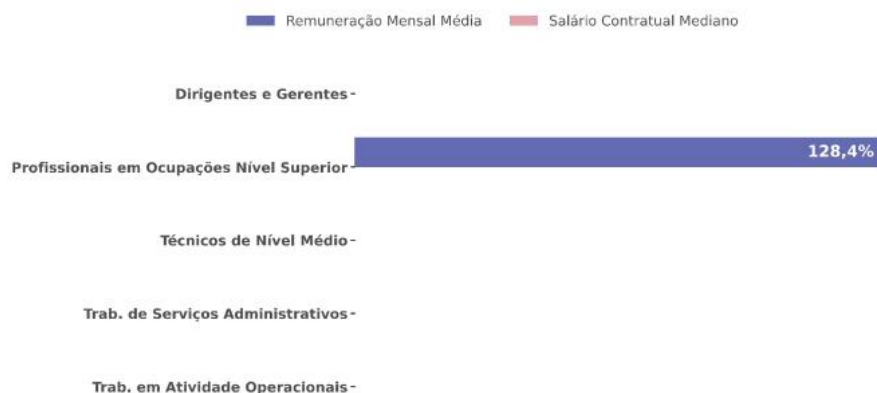 Remuneração Mensal Média
Salário Contratual Mediano
Dirigentes e Gerentes
128,4%
Profissionais em Ocupações Nível Superior
Técnicos de Nível Médio
Trab. de Serviços Administrativos
Trab. em Atividade Operacionais